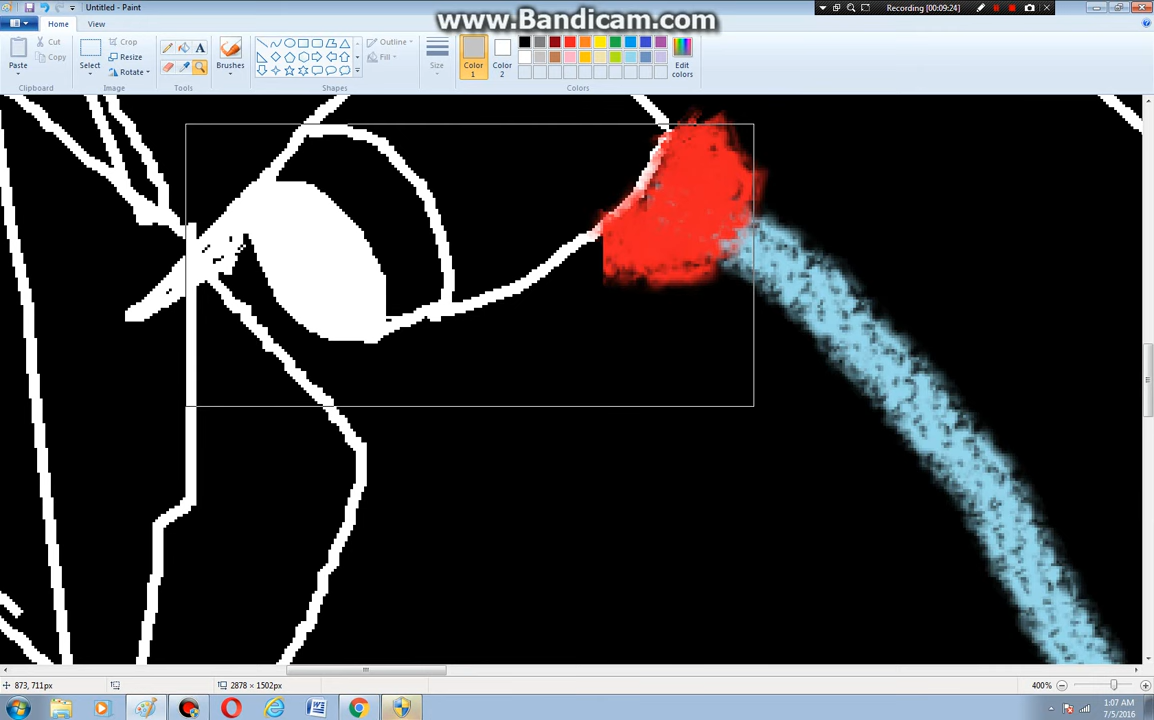 Untitled - Paint
www.Bandicam.com
Recording [00:09:24]
Home
View
Paste
Cut
Copy
Clipboard
Select
Crop
Resize
Rotate
Image
Tools
Brushes
Shapes
Outline
Fill
Size
Color
1
Color
2
Edit
colors
Colors
873, 711px
2878 × 1502px
400%
1:07 AM
7/5/2016